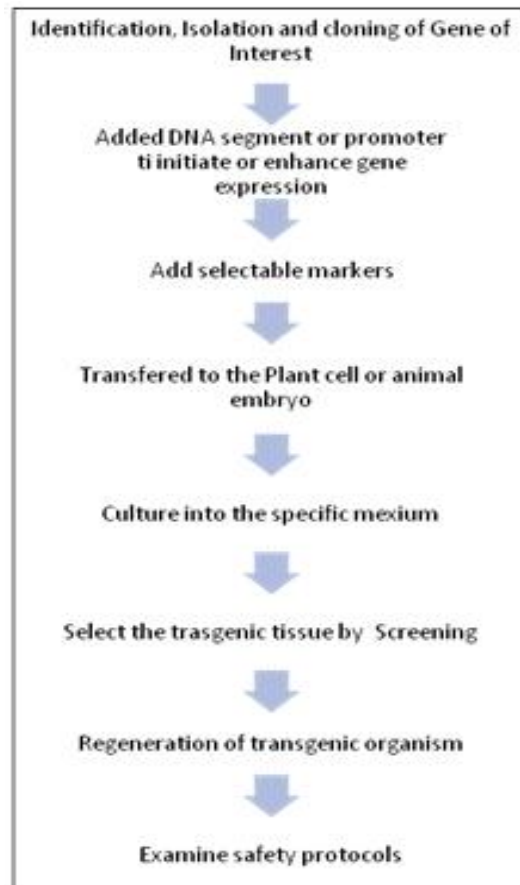 Identification, Isolation and cloning of Gene of
Interest
Added DNA segment or promoter
ti initiate or enhance gene
expression
Add selectable markers
Transfered to the Plant cell or animal
embryo
Culture into the specific mexium
Select the trasgenic tissue by Screening
Regeneration of transgenic organism
Examine safety protocols